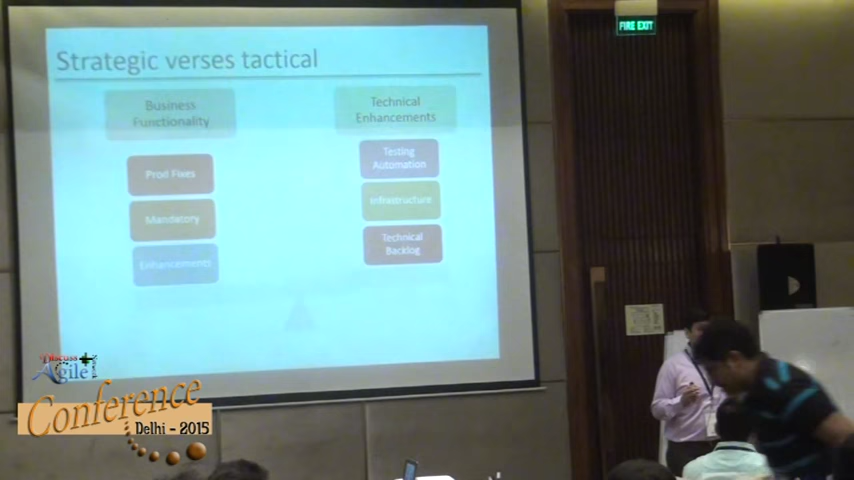 FIRE EXIT
Strategic verses tactical
Business
Functionality
Technical
Enhancements
Prod Fixes
Mandatory
Enhancements
Testing
Automation
Infrastructure
Technical
Backlog
Discuss
Agile
Conference
Delhi - 2015